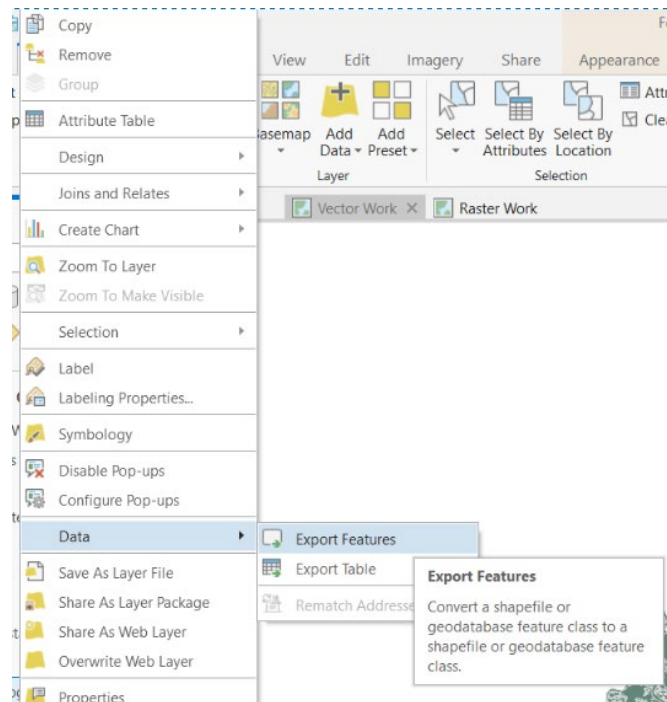 Copy
Remove
Group
Attribute Table
Design
Joins and Relates
Create Chart
Zoom To Layer
Zoom To Make Visible
Selection
Label
Labeling Properties...
Symbology
Disable Pop-ups
Configure Pop-ups
Data
Save As Layer File
Share As Layer Package
Share As Web Layer
Overwrite Web Layer
Properties
View Edit Imagery Share Appearance
Add Data
Add Preset
Select
Select By Attributes
Select By Location
Layer
Selection
Vector Work
Raster Work
Export Features
Export Table
Export Features
Convert a shapefile or
geodatabase feature class to a
shapefile or geodatabase feature
class.